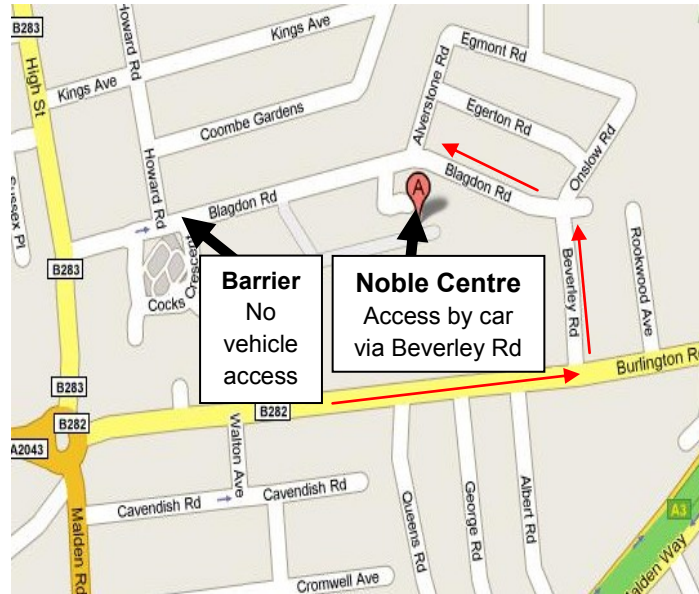 B283
High St
Howard Rd
Kings Ave
Kings Ave
Coombe Gardens
Egmont Rd
Alverstone Rd
Egerton Rd
Onslow Rd
Howard Rd
Blagdon Rd
A
Blagdon Rd
Sussex Pl
B283
Cocks
Crescent
Barrier
No
vehicle
access
Noble Centre
Access by car
via Beverley Rd
Beverley Rd
Rookwood Ave
B283
B282
Burlington R
B282
A2043
Walton Ave
Malden Rd
Cavendish Rd
Cavendish Rd
Queens Rd
George Rd
Albert Rd
A3
Malden Way
Cromwell Ave